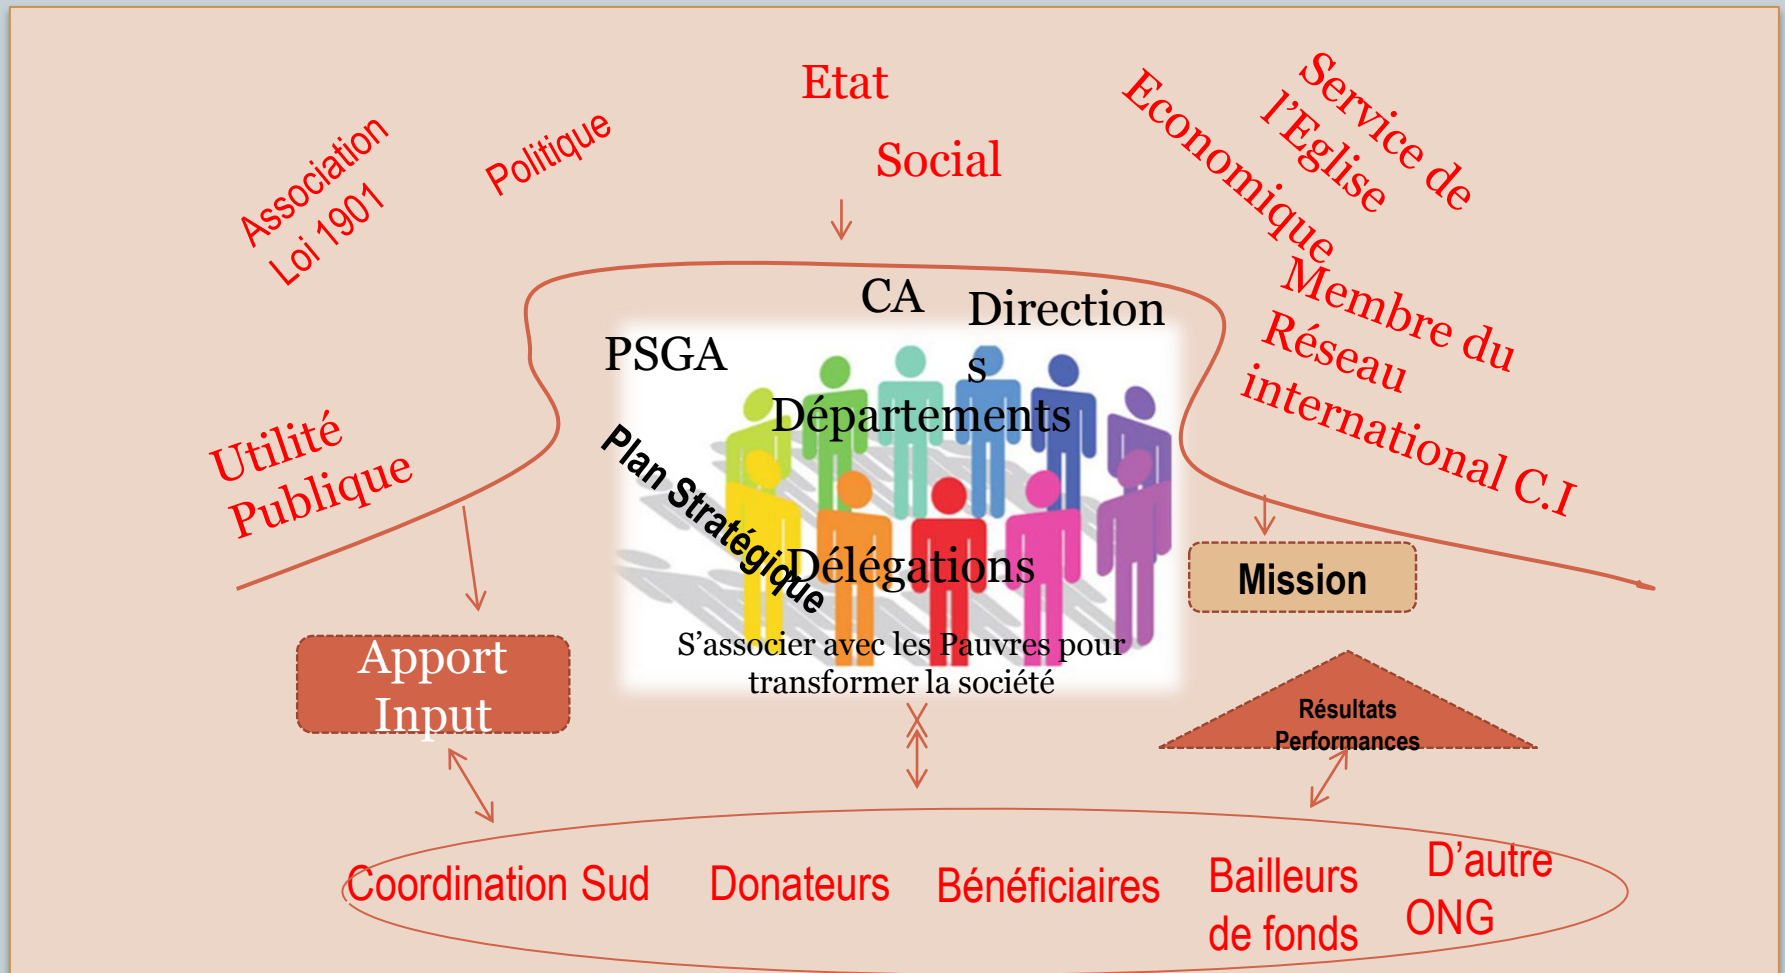 Etat
Social
Association
Loi 1901
Politique
Economique
Service de
l’Eglise
Membre du
Réseau
international C.I
Utilité
Publique
CA
Direction
s
PSGA
Départements
Plan Stratégique
Délégations
S’associer avec les Pauvres pour
transformer la société
Mission
Apport
Input
Résultats
Performances
Coordination Sud
Donateurs
Bénéficiaires
Bailleurs
de fonds
D’autre
ONG